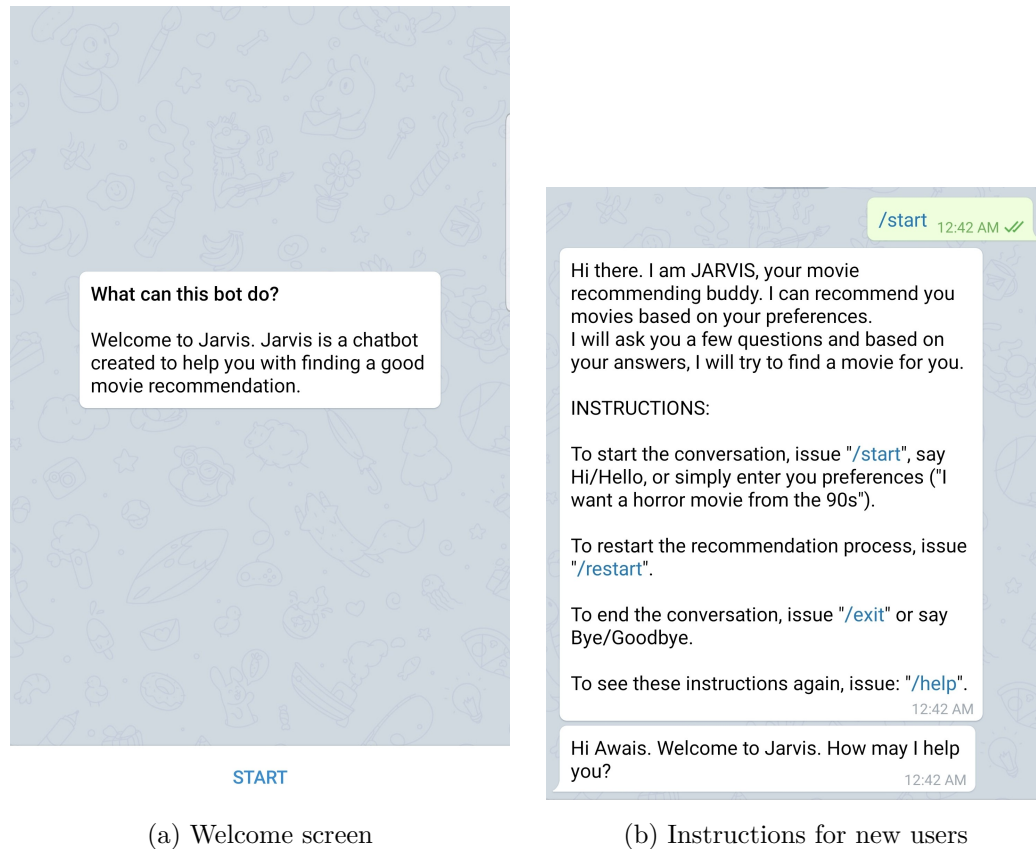 What can this bot do?
Welcome to Jarvis. Jarvis is a chatbot
created to help you with finding a good
movie recommendation.
START
(a) Welcome screen
/start 12:42 AM
Hi there. I am JARVIS, your movie
recommending buddy. I can recommend you
movies based on your preferences.
I will ask you a few questions and based on
your answers, I will try to find a movie for you.
INSTRUCTIONS:
To start the conversation, issue "/start", say
Hi/Hello, or simply enter you preferences ("I
want a horror movie from the 90s").
To restart the recommendation process, issue
"/restart".
To end the conversation, issue "/exit" or say
Bye/Goodbye.
To see these instructions again, issue: "/help".
12:42 AM
Hi Awais. Welcome to Jarvis. How may I help
you? 12:42 AM
(b) Instructions for new users